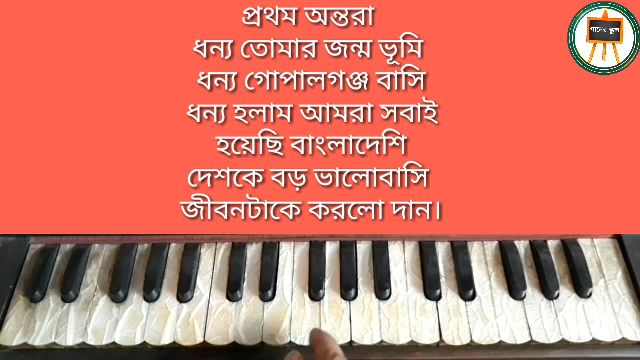 প্রথম অন্তরা
ধন্য তোমার জন্ম ভূমি
ধন্য গোপালগঞ্জ বাসি
ধন্য হলাম আমরা সবাই
হয়েছি বাংলাদেশি
দেশকে বড় ভালোবাসি
জীবনটাকে করলো দান।